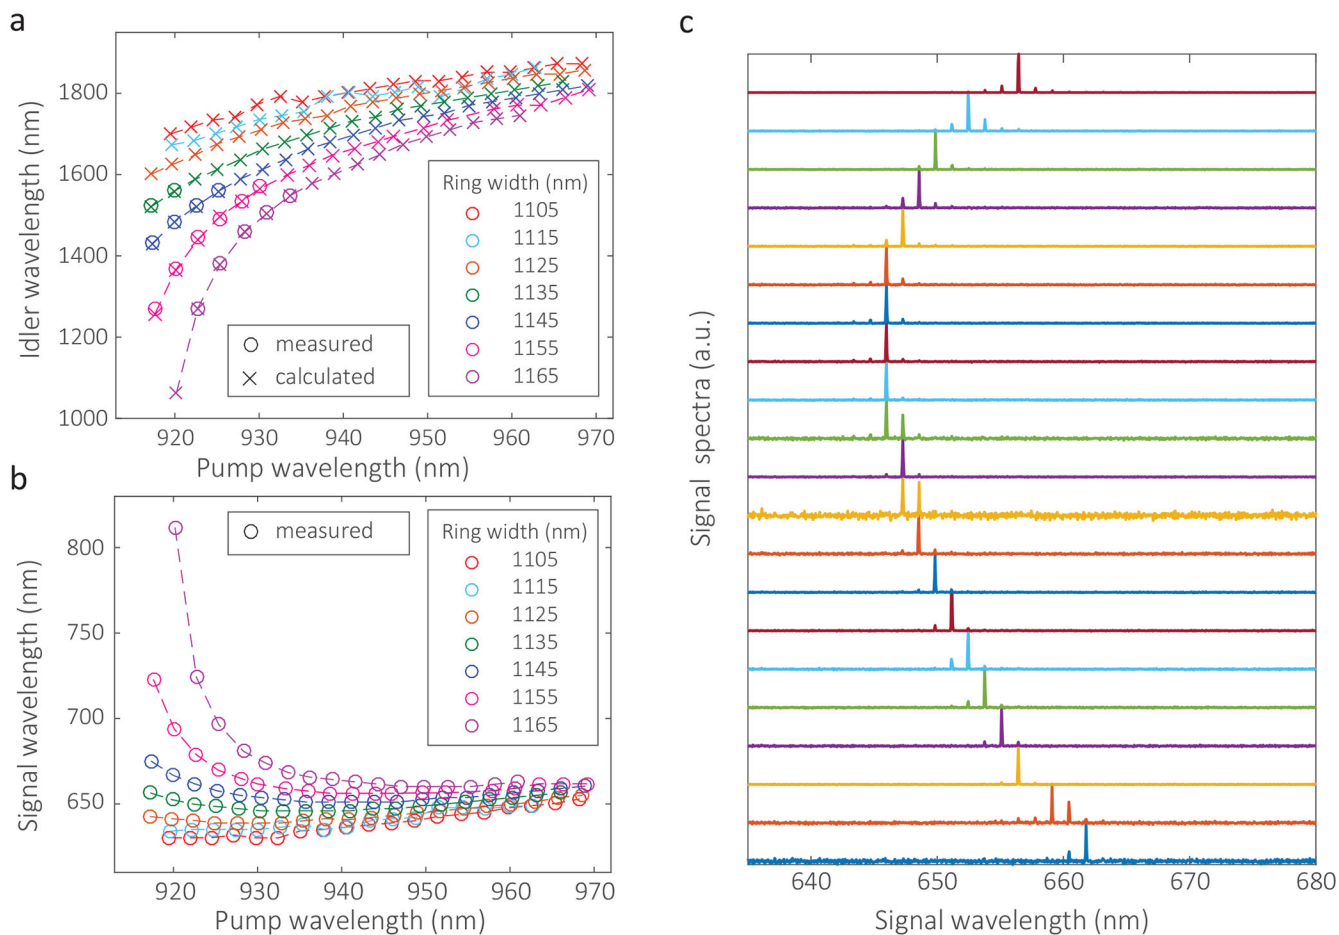 a
Idler wavelength (nm)
1800
1600
1400
1200
1000
Ring width (nm)
1105
1115
1125
1135
1145
1155
1165
measured
calculated
920 930 940 950 960 970
Pump wavelength (nm)
b
Signal wavelength (nm)
800
750
700
650
measured
Ring width (nm)
1105
1115
1125
1135
1145
1155
1165
920 930 940 950 960 970
Pump wavelength (nm)
c
Signal spectra (a.u.)
640 650 660 670 680
Signal wavelength (nm)